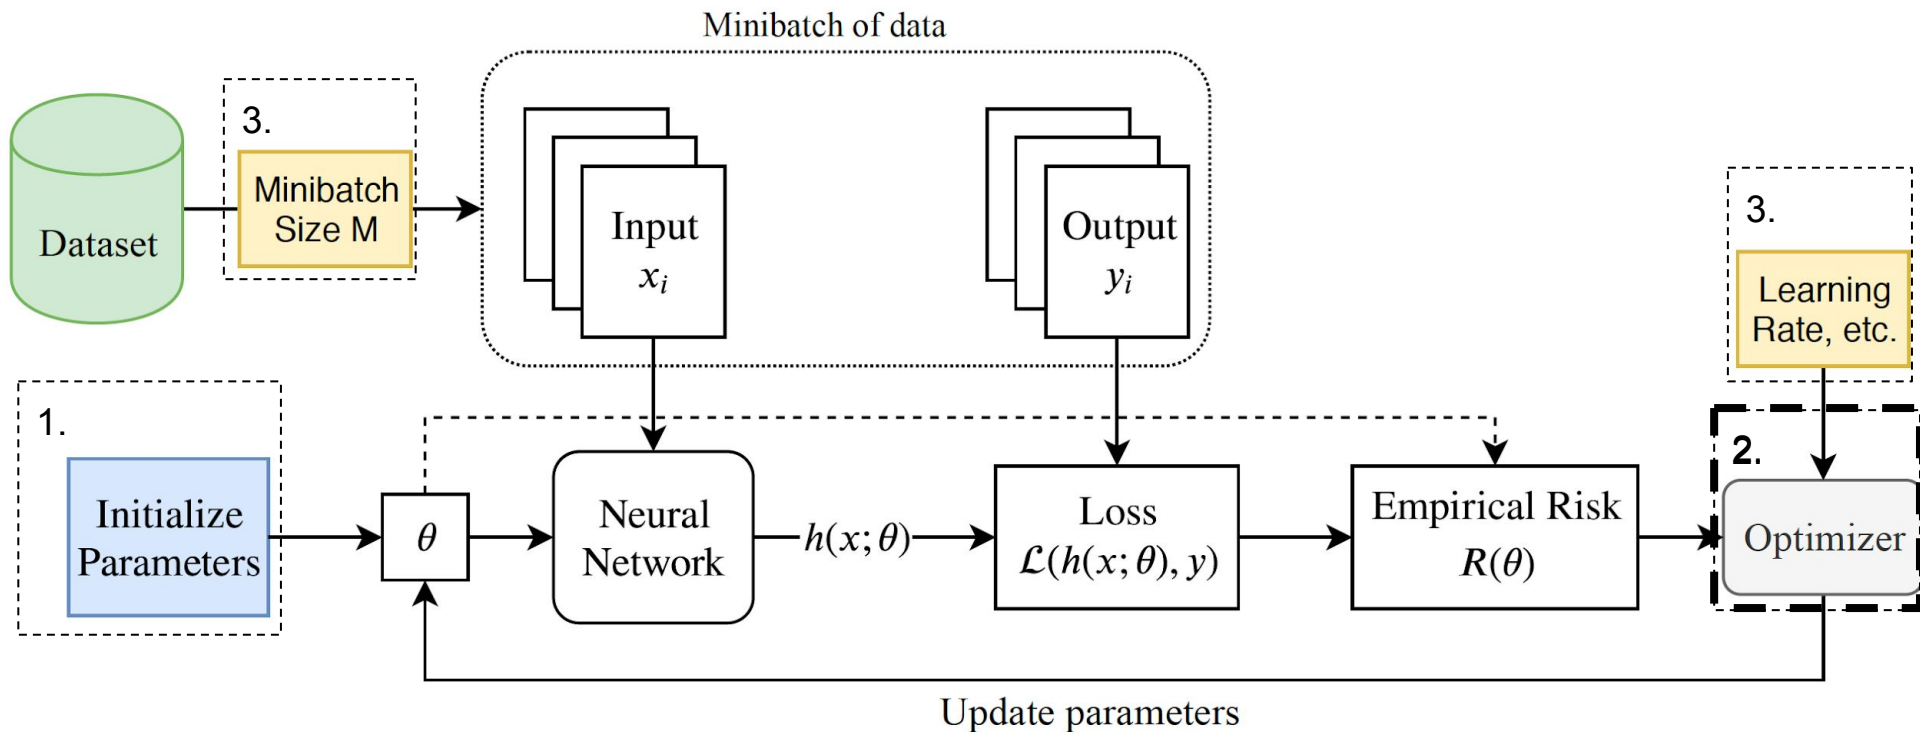 Minibatch of data
3.
Minibatch
Size M
Dataset
Input
x_i
Output
y_i
3.
Learning
Rate, etc.
1.
Initialize
Parameters
θ
Neural
Network
h(x; θ)
Loss
ℒ(h(x; θ), y)
Empirical Risk
R(θ)
2.
Optimizer
Update parameters